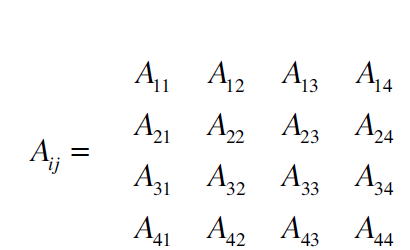 A11 A12 A13 A14
A21 A22 A23 A24
Aij =
A31 A32 A33 A34
A41 A42 A43 A44